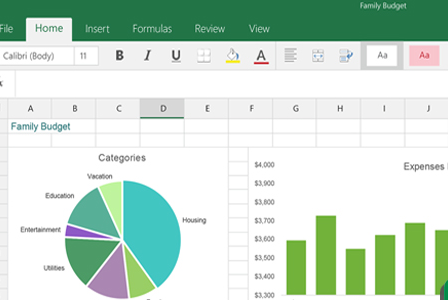 Family Budget
File Home Insert Formulas Review View
Calibri (Body) 11 B I U A Aa Aa
A B C D E F G H I J
Family Budget
Categories
Vacation
Education
Housing
Entertainment
Utilities
Expenses
$4,000
$3,900
$3,800
$3,700
$3,600
$3,500
$3,400
$3,300